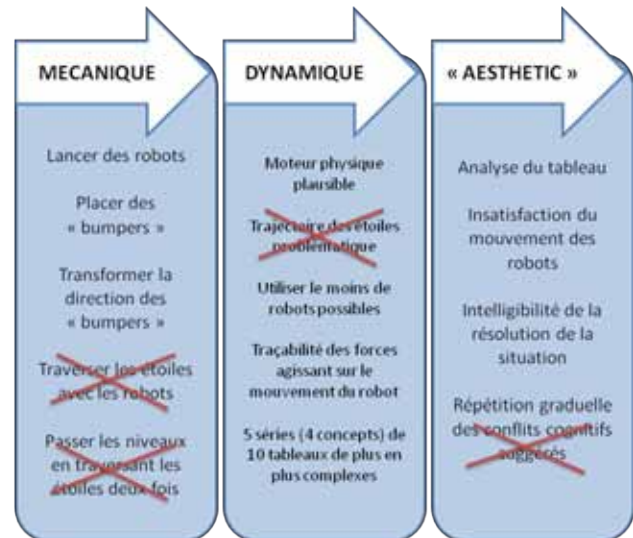 MECANIQUE
Lancer des robots
Placer des
« bumpers »
Transformer la
direction des
« bumpers »
Traverser les étoiles
avec les robots
Passer les niveaux
en traversant les
étoiles deux fois
DYNAMIQUE
Moteur physique
plausible
Trajectoire des étoiles
problématique
Utiliser le moins de
robots possibles
Traçabilité des forces
agissant sur le
mouvement du robot
5 séries (4 concepts) de
10 tableaux de plus en
plus complexes
« AESTHETIC »
Analyse du tableau
Insatisfaction du
mouvement des
robots
Intelligibilité de la
résolution de la
situation
Répétition graduelle
des conflits cognitifs
suggérés